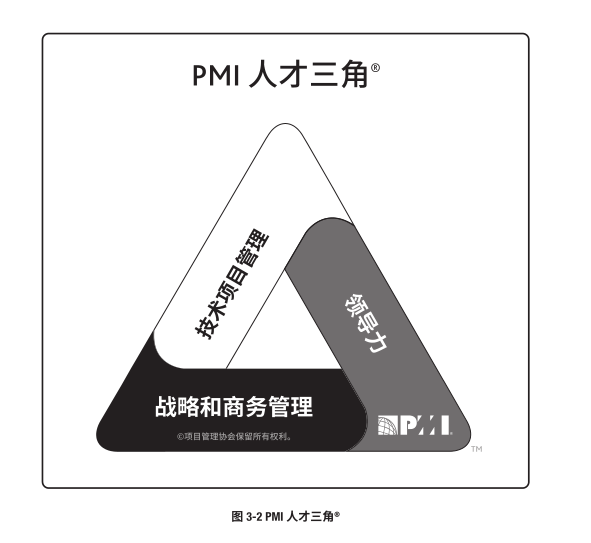 PMI 人才三角®
技术项目管理
领导力
战略和商务管理
©项目管理协会保留所有权利。
PMI.
TM
图 3-2 PMI 人才三角®